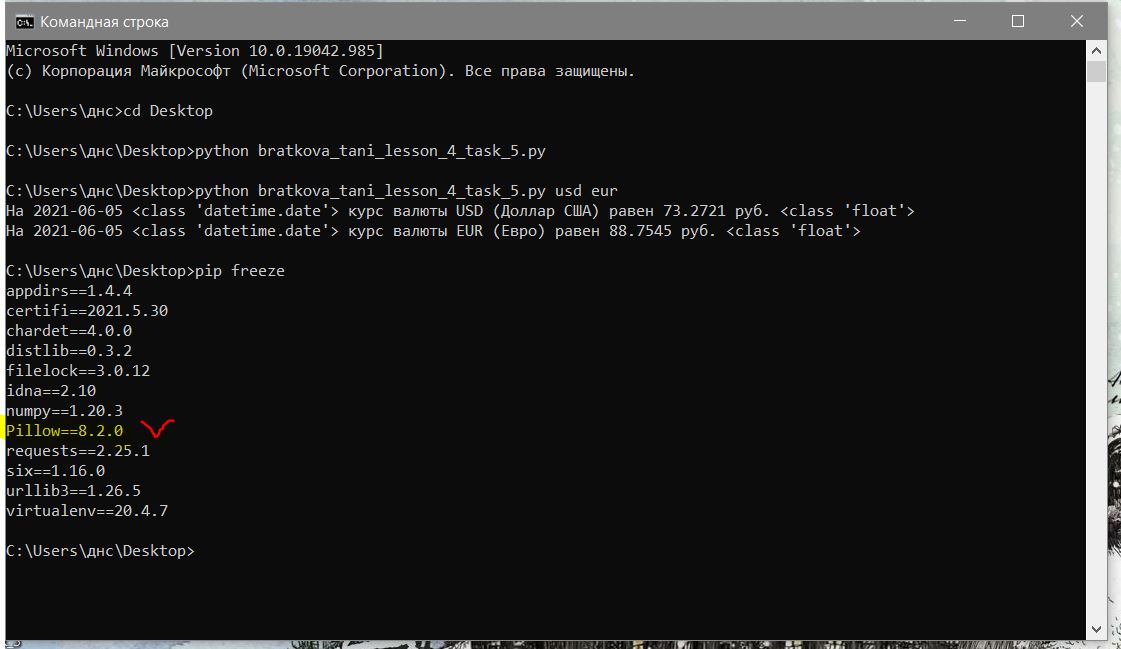 Командная строка
Microsoft Windows [Version 10.0.19042.985]
(c) Корпорация Майкрософт (Microsoft Corporation). Все права защищены.
C:\Users\днс>cd Desktop
C:\Users\днс\Desktop>python bratkova_tani_lesson_4_task_5.py
C:\Users\днс\Desktop>python bratkova_tani_lesson_4_task_5.py usd eur
На 2021-06-05 <class 'datetime.date'> курс валюты USD (Доллар США) равен 73.2721 руб. <class 'float'>
На 2021-06-05 <class 'datetime.date'> курс валюты EUR (Евро) равен 88.7545 руб. <class 'float'>
C:\Users\днс\Desktop>pip freeze
appdirs==1.4.4
certifi==2021.5.30
chardet==4.0.0
distlib==0.3.2
filelock==3.0.12
idna==2.10
numpy==1.20.3
Pillow==8.2.0
requests==2.25.1
six==1.16.0
urllib3==1.26.5
virtualenv==20.4.7
C:\Users\днс\Desktop>